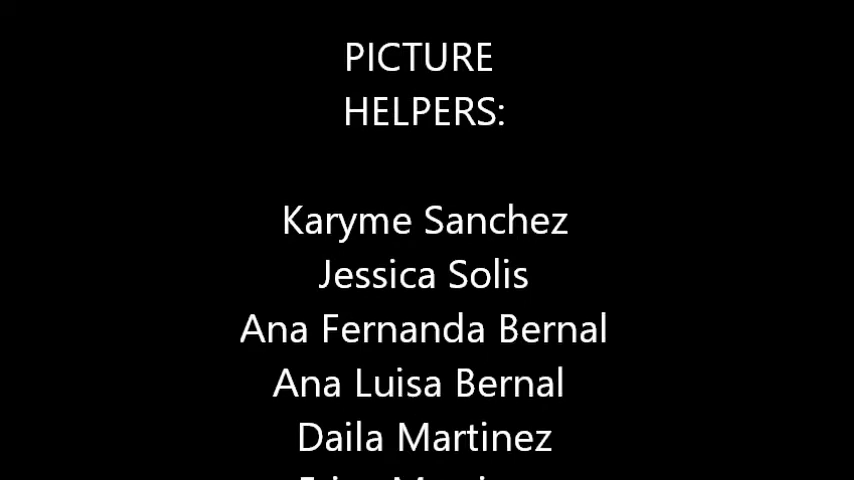 PICTURE
HELPERS:
Karyme Sanchez
Jessica Solis
Ana Fernanda Bernal
Ana Luisa Bernal
Daila Martinez